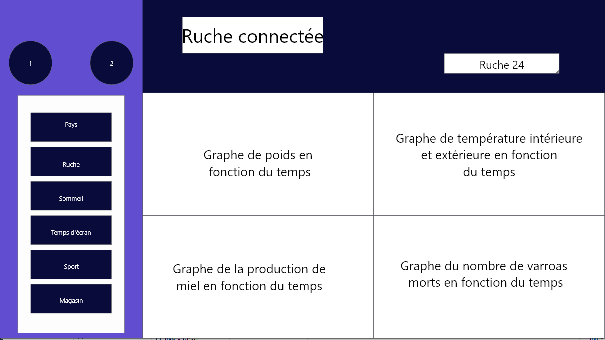 Ruche connectée
1
2
Ruche 24
Pays
Ruche
Sommeil
Temps d'écran
Sport
Magasin
Graphe de poids en
fonction du temps
Graphe de température intérieure
et extérieure en fonction
du temps
Graphe de la production de
miel en fonction du temps
Graphe du nombre de varroas
morts en fonction du temps